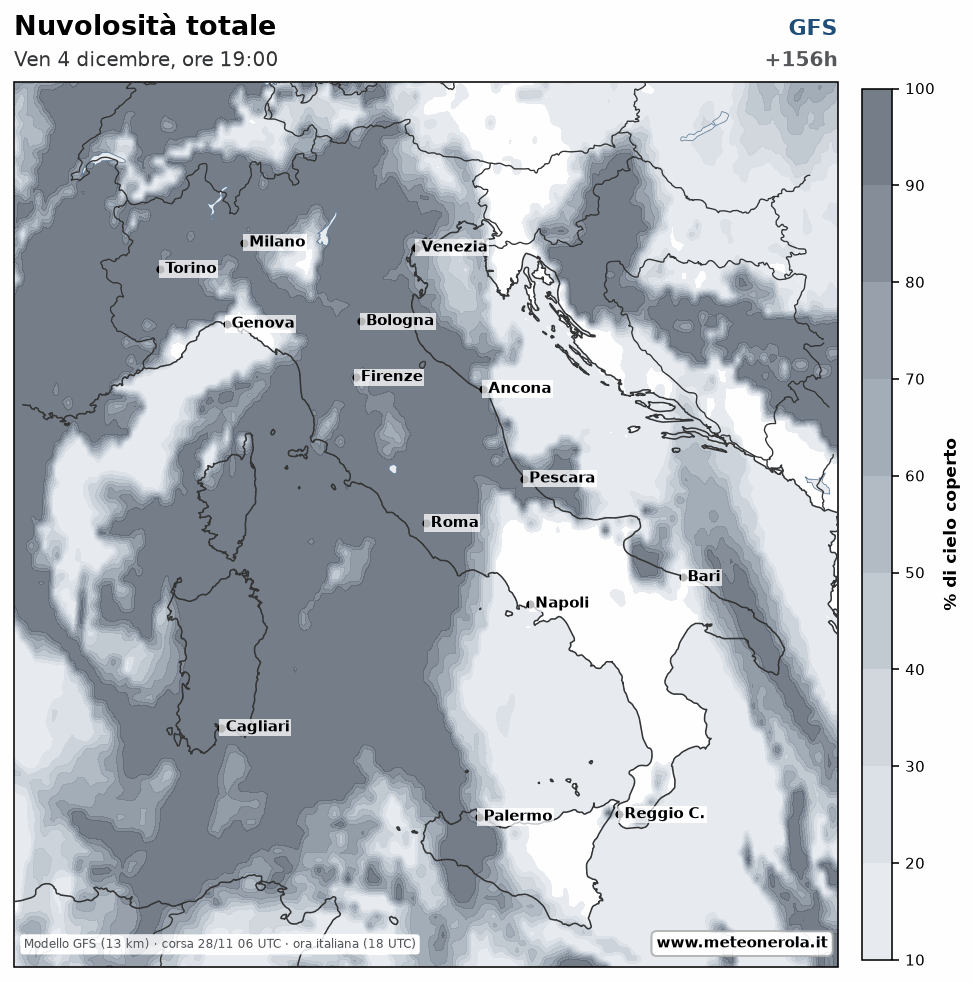 Nuvolosità totale
GFS
Ven 4 dicembre, ore 19:00
+156h
Milano
Venezia
Torino
Genova
Bologna
Firenze
Ancona
Pescara
Roma
Bari
Napoli
Cagliari
Palermo
Reggio C.
100
90
80
70
60
50
40
30
20
10
% di cielo coperto
Modello GFS (13 km) · corsa 28/11 06 UTC · ora italiana (18 UTC)
www.meteonerola.it